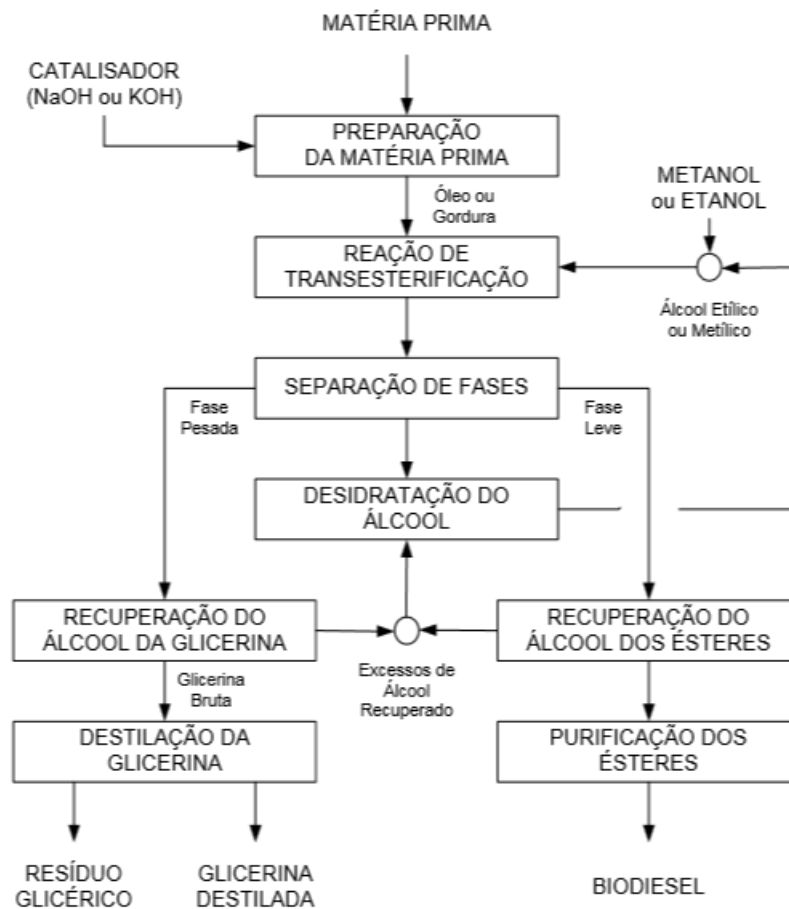 MATÉRIA PRIMA
CATALISADOR
(NaOH ou KOH)
PREPARAÇÃO
DA MATÉRIA PRIMA
METANOL
ou ETANOL
Óleo ou
Gordura
REAÇÃO DE
TRANSESTERIFICAÇÃO
Álcool Etílico
ou Metílico
SEPARAÇÃO DE FASES
Fase
Pesada
Fase
Leve
DESIDRATAÇÃO DO
ÁLCOOL
RECUPERAÇÃO DO
ÁLCOOL DA GLICERINA
RECUPERAÇÃO DO
ÁLCOOL DOS ÉSTERES
Excessos de
Álcool
Recuperado
Glicerina
Bruta
DESTILAÇÃO DA
GLICERINA
PURIFICAÇÃO DOS
ÉSTERES
RESÍDUO
GLICÉRICO
GLICERINA
DESTILADA
BIODIESEL